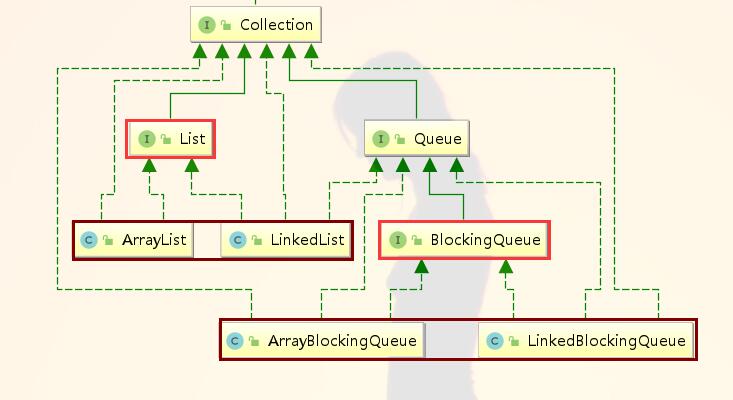 I Collection
I List
I Queue
C ArrayList
C LinkedList
I BlockingQueue
C ArrayBlockingQueue
C LinkedBlockingQueue